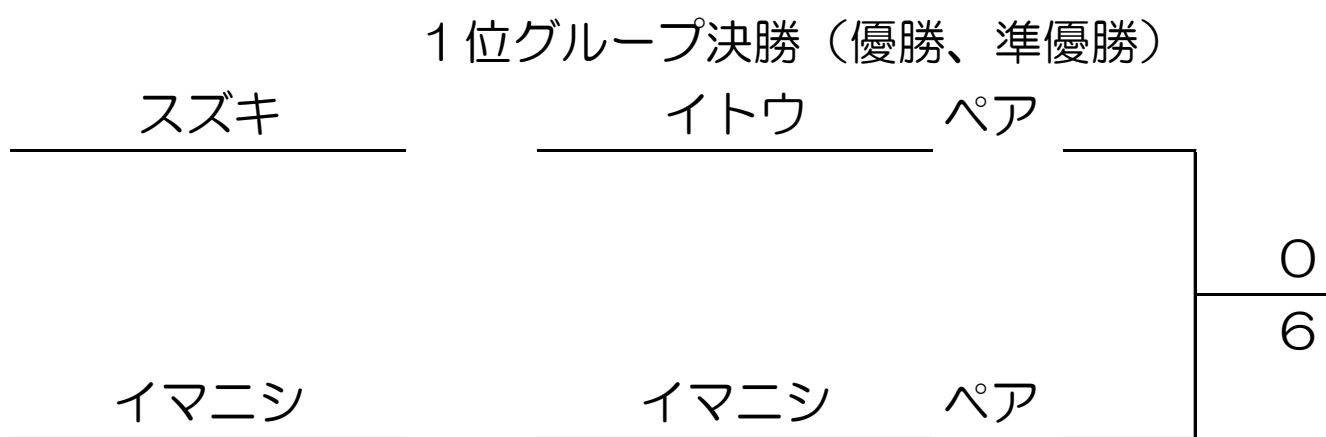 １位グループ決勝（優勝、準優勝）
スズキ　イトウ　ペア
０
６
イマニシ　イマニシ　ペア